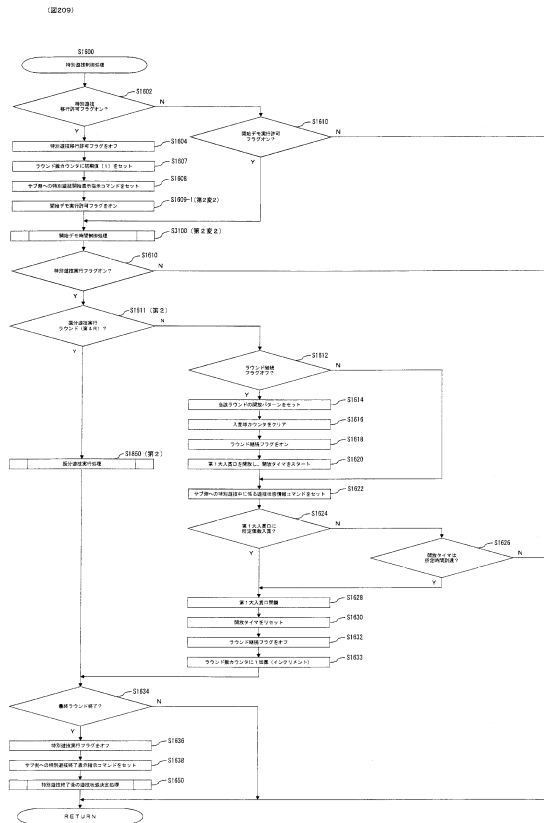 (図209)
S1600
特別遊技制御処理
S1602
特別遊技
移行許可フラグオン?
N
Y
S1610
開始デモ実行許可
フラグオン?
N
Y
S1604
特別遊技移行許可フラグをオフ
S1607
ラウンド数カウンタに初期値(1)をセット
S1608
サブ側への特別遊技開始表示指示コマンドをセット
S1609-1(第2変2)
開始デモ実行許可フラグをオン
S3100(第2変2)
開始デモ時間制御処理
S1610
特別遊技実行フラグオン?
N
Y
S1611(第2)
振分遊技実行
ラウンド(第4R)?
N
Y
S1612
ラウンド継続
フラグオフ?
N
Y
S1614
当該ラウンドの開放パターンをセット
S1616
入賞球カウンタをクリア
S1618
ラウンド継続フラグをオン
S1620
第1大入賞口を開放し、開放タイマをスタート
S1850(第2)
振分遊技実行処理
S1622
サブ側への特別遊技中に係る遊技状態情報コマンドをセット
S1624
第1大入賞口に
所定個数入賞?
N
Y
S1626
開放タイマは
所定時間到達?
N
Y
S1628
第1大入賞口閉鎖
S1630
開放タイマをリセット
S1632
ラウンド継続フラグをオフ
S1633
ラウンド数カウンタに1加算(インクリメント)
S1634
最終ラウンド終了?
N
Y
S1636
特別遊技実行フラグをオフ
S1638
サブ側への特別遊技終了表示指示コマンドをセット
S1650
特別遊技終了後の遊技状態決定処理
RETURN